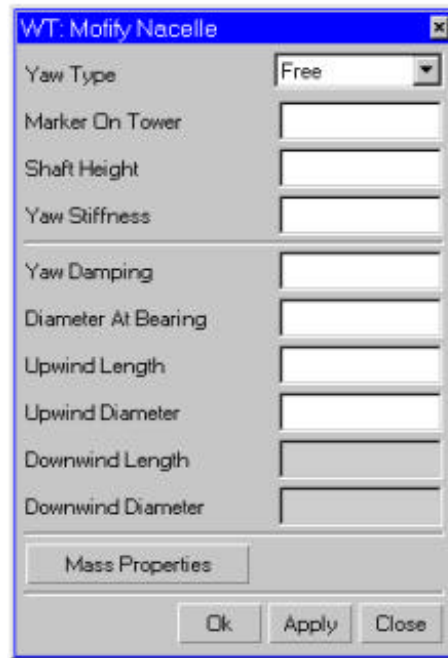 WT: Motify Nacelle
Yaw Type Free
Marker On Tower
Shaft Height
Yaw Stiffness
Yaw Damping
Diameter At Bearing
Upwind Length
Upwind Diameter
Downwind Length
Downwind Diameter
Mass Properties
Ok Apply Close